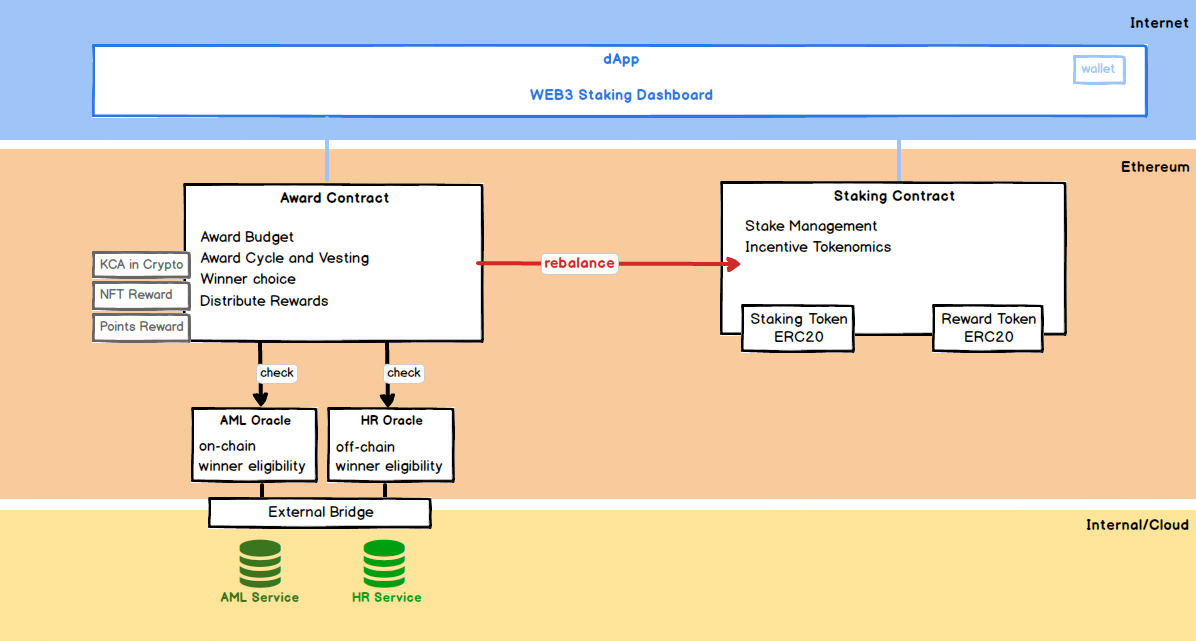 Internet
dApp
wallet
WEB3 Staking Dashboard
Ethereum
Award Contract
Award Budget
Award Cycle and Vesting
Winner choice
Distribute Rewards
KCA in Crypto
NFT Reward
Points Reward
rebalance
Staking Contract
Stake Management
Incentive Tokenomics
Staking Token
ERC20
Reward Token
ERC20
check
check
AML Oracle
on-chain
winner eligibility
HR Oracle
off-chain
winner eligibility
External Bridge
Internal/Cloud
AML Service
HR Service